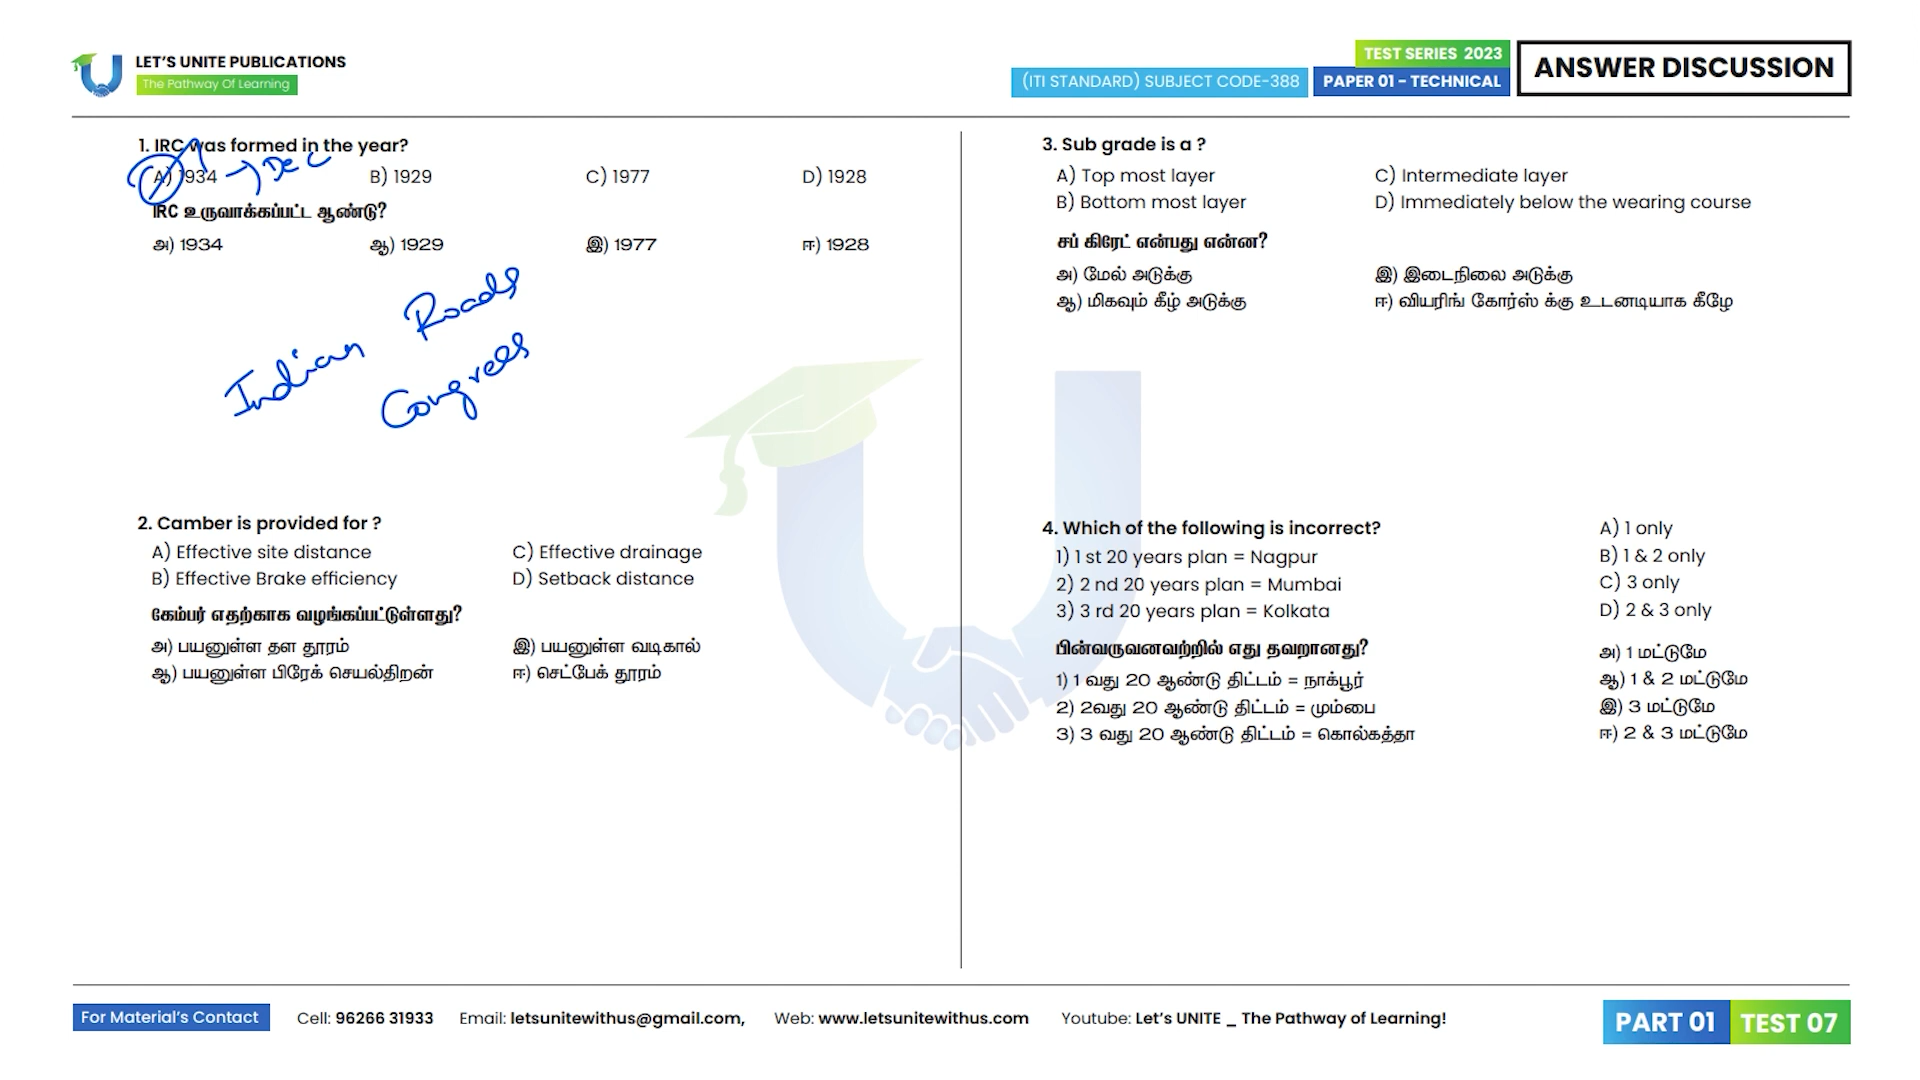 LET'S UNITE PUBLICATIONS
The Pathway Of Learning
TEST SERIES 2023
(ITI STANDARD) SUBJECT CODE-388
PAPER 01 - TECHNICAL
ANSWER DISCUSSION
1. IRC was formed in the year?
A) 1934 → Dec
B) 1929
C) 1977
D) 1928
IRC உருவாக்கப்பட்ட ஆண்டு?
அ) 1934
ஆ) 1929
இ) 1977
ஈ) 1928
Indian Roads
Congress
2. Camber is provided for ?
A) Effective site distance
C) Effective drainage
B) Effective Brake efficiency
D) Setback distance
கேம்பர் எதற்காக வழங்கப்பட்டுள்ளது?
அ) பயனுள்ள தள தூரம்
இ) பயனுள்ள வடிகால்
ஆ) பயனுள்ள பிரேக் செயல்திறன்
ஈ) செட்பேக் தூரம்
3. Sub grade is a ?
A) Top most layer
C) Intermediate layer
B) Bottom most layer
D) Immediately below the wearing course
சப் கிரேட் என்பது என்ன?
அ) மேல் அடுக்கு
இ) இடைநிலை அடுக்கு
ஆ) மிகவும் கீழ் அடுக்கு
ஈ) வியரிங் கோர்ஸ் க்கு உடனடியாக கீழே
4. Which of the following is incorrect?
1) 1 st 20 years plan = Nagpur
2) 2 nd 20 years plan = Mumbai
3) 3 rd 20 years plan = Kolkata
A) 1 only
B) 1 & 2 only
C) 3 only
D) 2 & 3 only
பின்வருவனவற்றில் எது தவறானது?
1) 1 வது 20 ஆண்டு திட்டம் = நாக்பூர்
2) 2வது 20 ஆண்டு திட்டம் = மும்பை
3) 3 வது 20 ஆண்டு திட்டம் = கொல்கத்தா
அ) 1 மட்டுமே
ஆ) 1 & 2 மட்டுமே
இ) 3 மட்டுமே
ஈ) 2 & 3 மட்டுமே
For Material's Contact
Cell: 96266 31933
Email: letsunitewithus@gmail.com,
Web: www.letsunitewithus.com
Youtube: Let's UNITE _ The Pathway of Learning!
PART 01
TEST 07